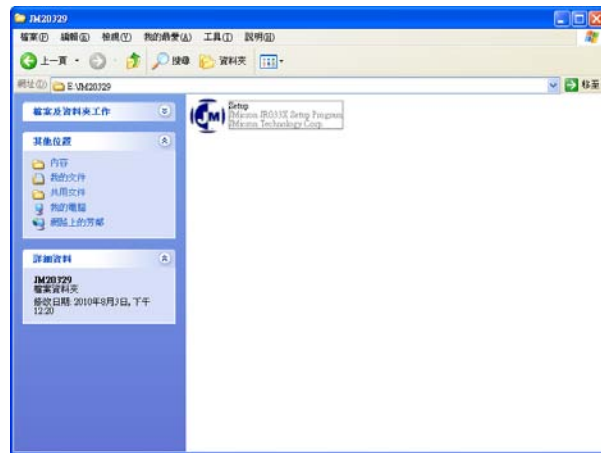 JM20329
檔案(F) 編輯(E) 檢視(V) 我的最愛(A) 工具(T) 說明(H)
上一頁 搜尋 資料夾
網址(D) E:\JM20329 移至
檔案及資料夾工作
其他位置
內容
我的文件
共用文件
我的電腦
網路上的芳鄰
詳細資料
JM20329
檔案資料夾
修改日期: 2010年8月3日, 下午
12:20
JM
Setup
Setup Program
JMicron Technology Corp.